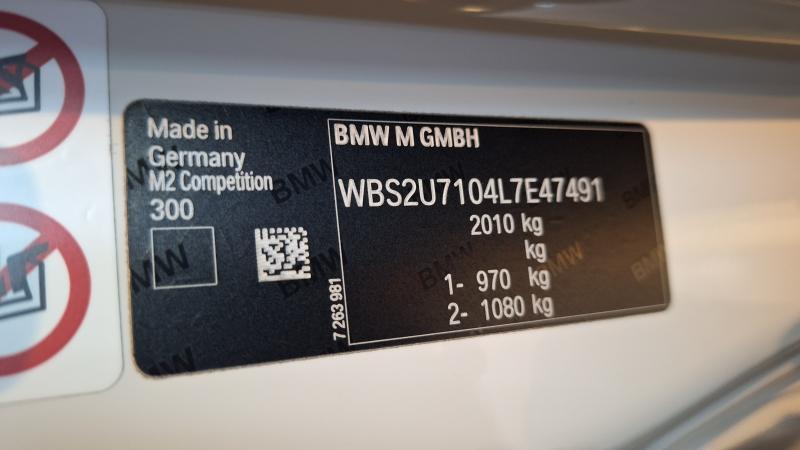 Made in
Germany
M2 Competition
300
BMW M GMBH
WBS2U7104L7E47491
2010 kg
kg
1- 970 kg
2- 1080 kg
7 263 981